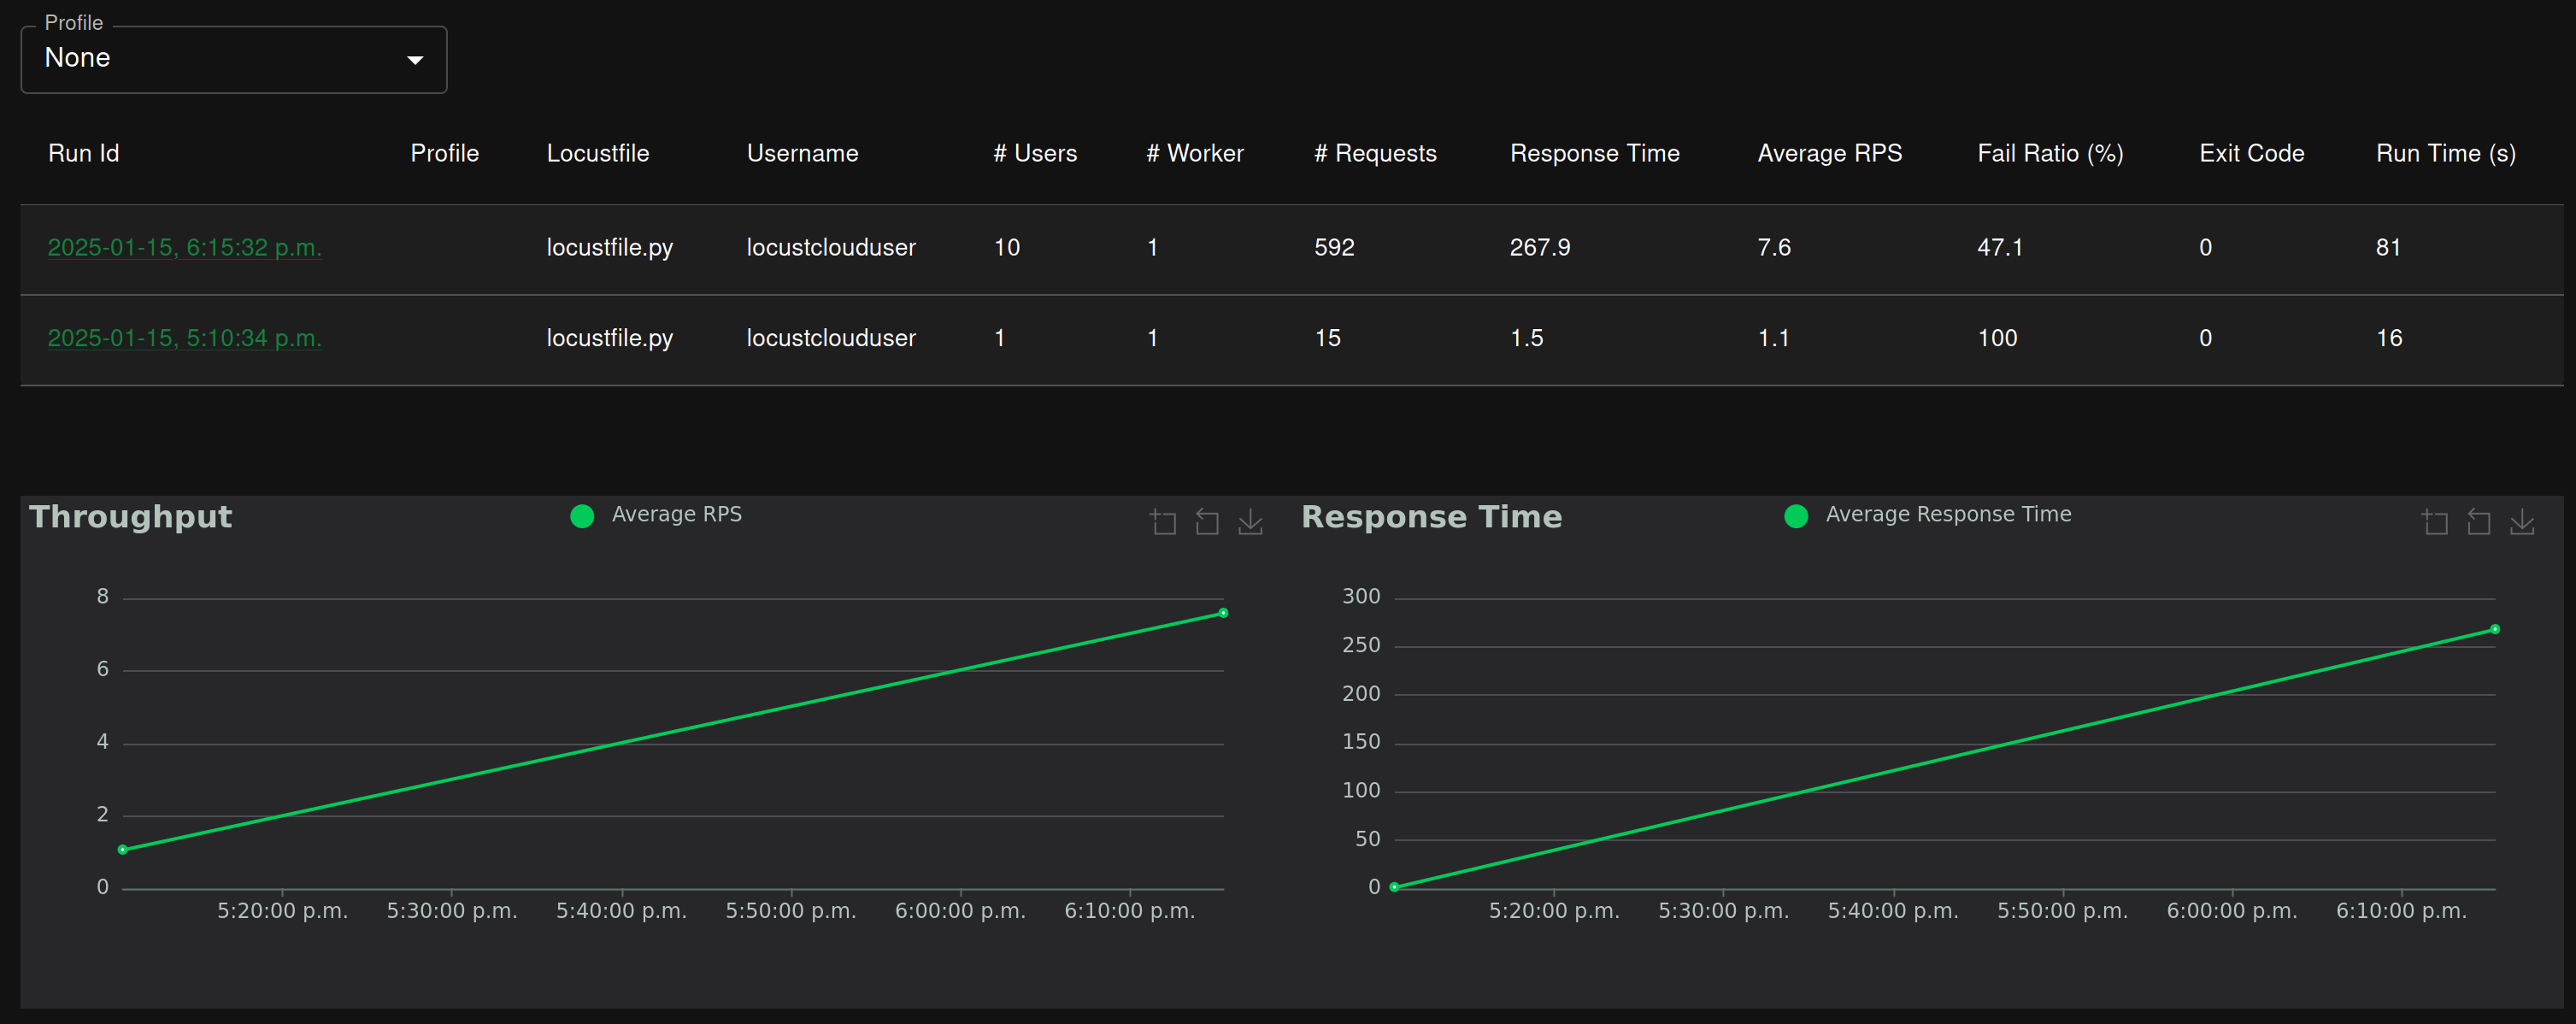 Profile
None
Run Id Profile Locustfile Username # Users # Worker # Requests Response Time Average RPS Fail Ratio (%) Exit Code Run Time (s)
2025-01-15, 6:15:32 p.m. locustfile.py locustclouduser 10 1 592 267.9 7.6 47.1 0 81
2025-01-15, 5:10:34 p.m. locustfile.py locustclouduser 1 1 15 1.5 1.1 100 0 16
Throughput
Average RPS
8
6
4
2
0
5:20:00 p.m. 5:30:00 p.m. 5:40:00 p.m. 5:50:00 p.m. 6:00:00 p.m. 6:10:00 p.m.
Response Time
Average Response Time
300
250
200
150
100
50
0
5:20:00 p.m. 5:30:00 p.m. 5:40:00 p.m. 5:50:00 p.m. 6:00:00 p.m. 6:10:00 p.m.